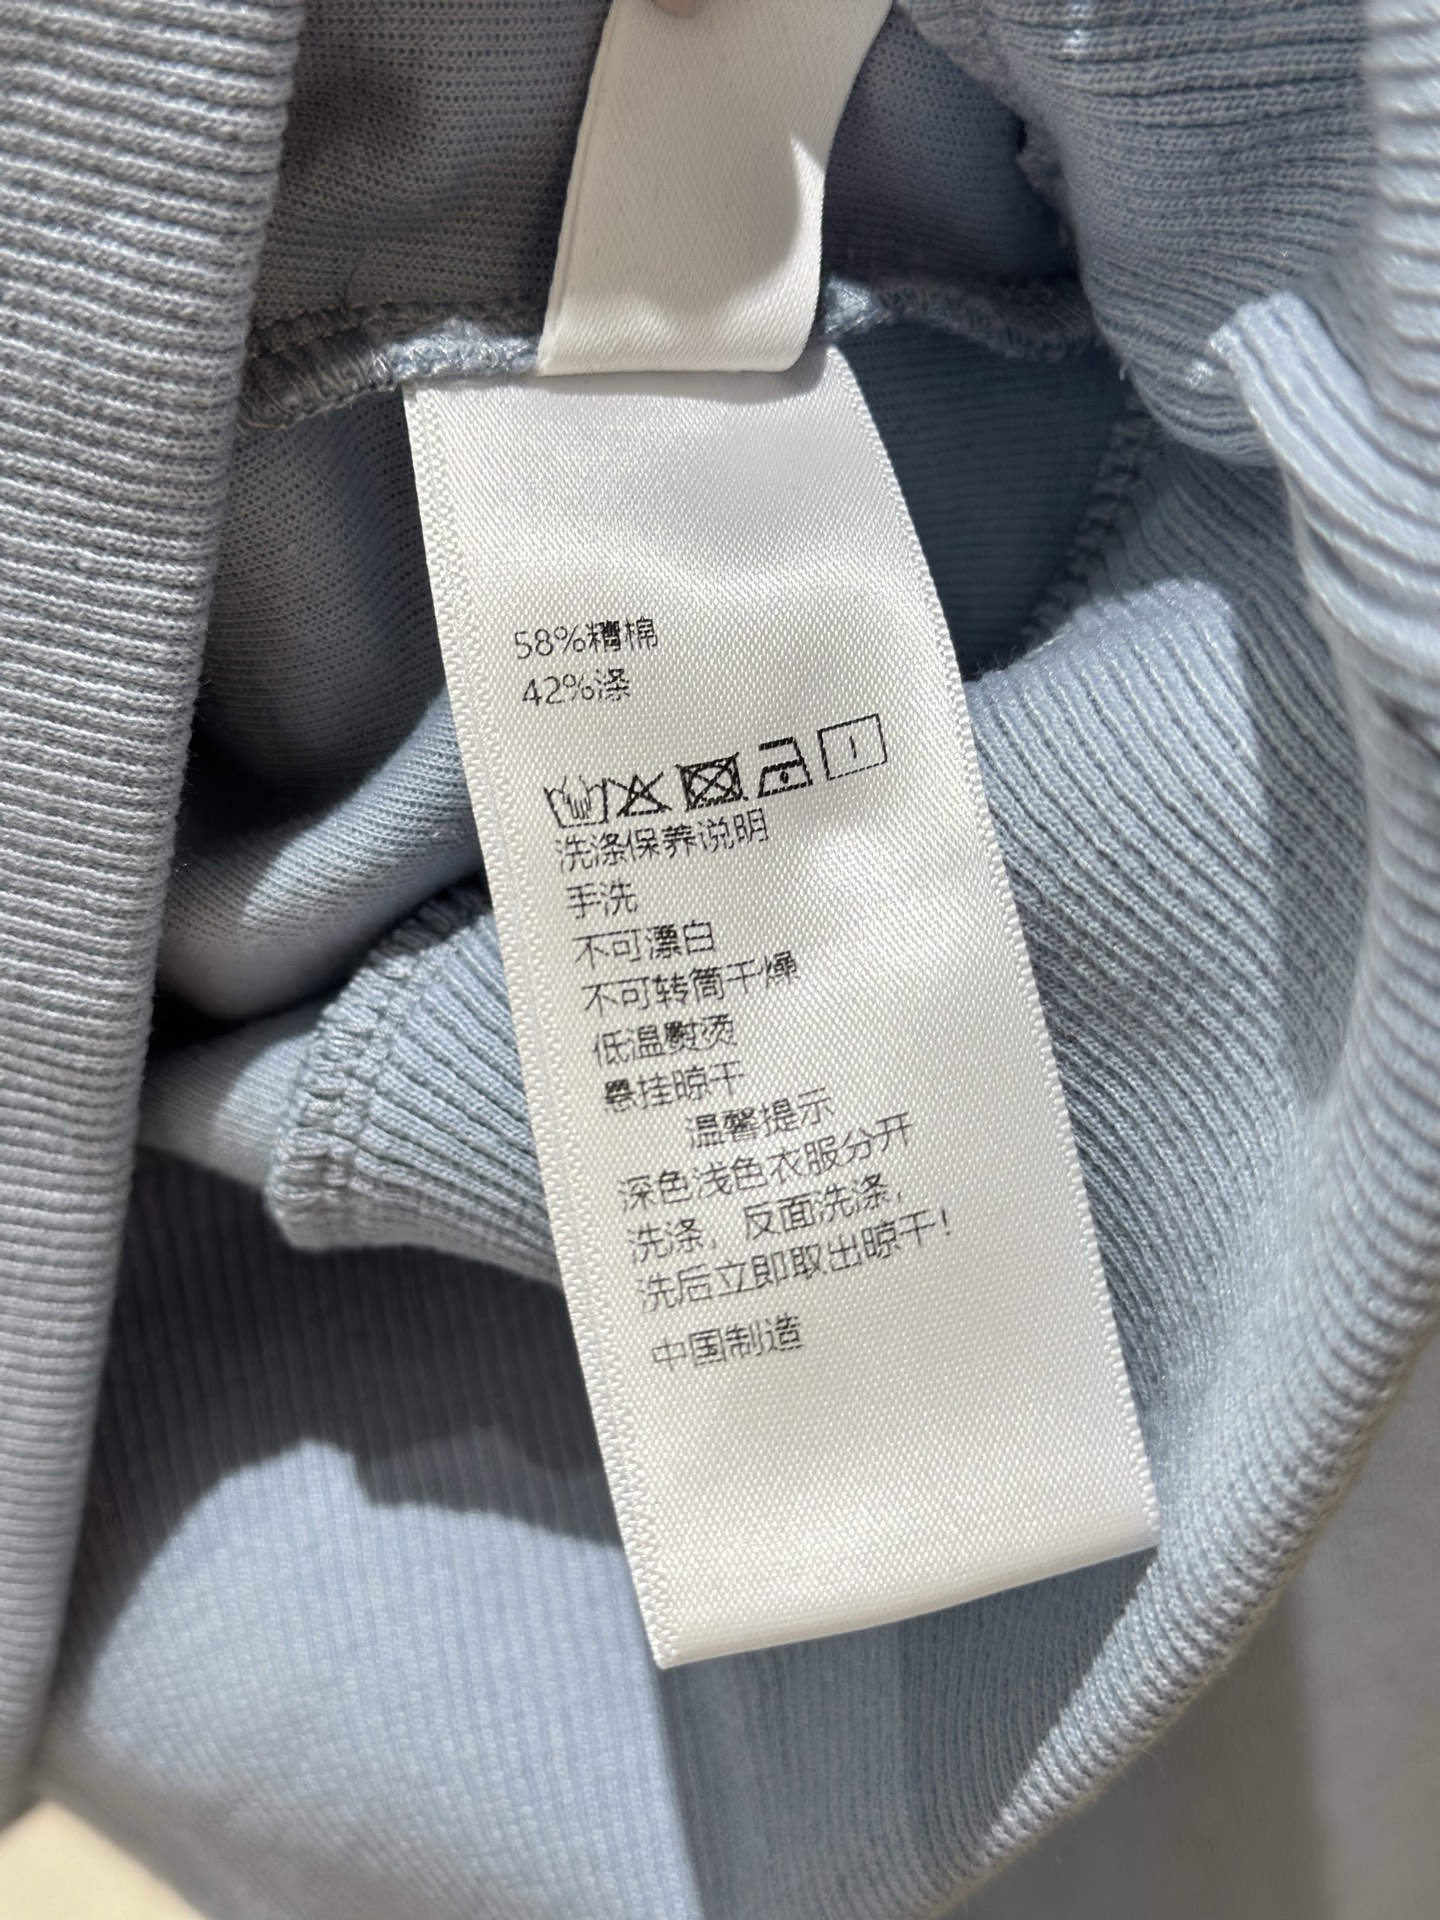 58%精棉
42%涤
洗涤保养说明
手洗
不可漂白
不可转筒干燥
低温熨烫
悬挂晾干
温馨提示
深色浅色衣服分开
洗涤，反面洗涤，
洗后立即取出晾干！
中国制造